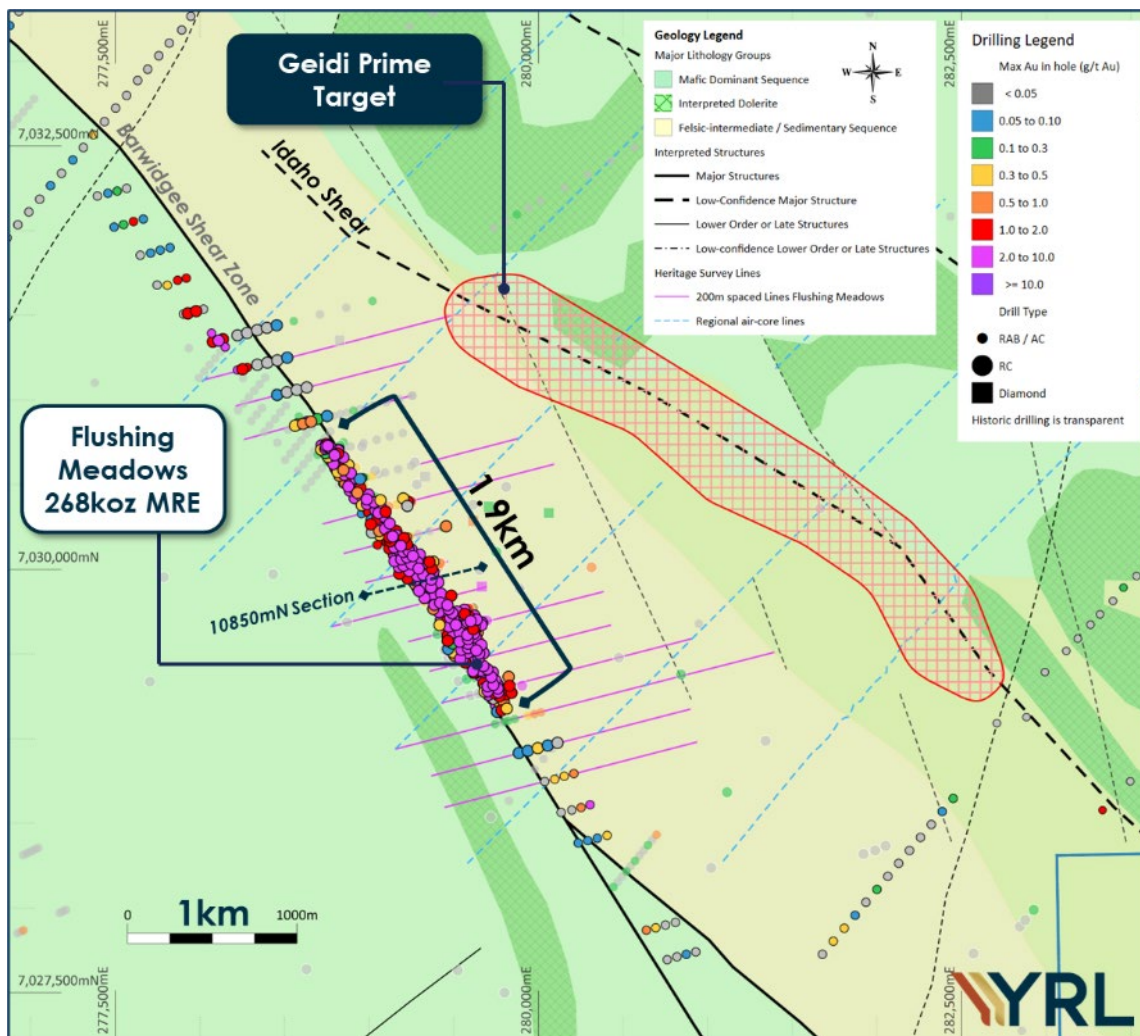 277,500mE
280,000mE
282,500mE
Geidi Prime
Target
Geology Legend
Major Lithology Groups
Mafic Dominant Sequence
Interpreted Dolerite
Felsic-intermediate / Sedimentary Sequence
Interpreted Structures
Major Structures
Low-Confidence Major Structure
Lower Order or Late Structures
Low-confidence Lower Order or Late Structures
Heritage Survey Lines
200m spaced Lines Flushing Meadows
Regional air-core lines
N
W
E
S
Drilling Legend
Max Au in hole (g/t Au)
< 0.05
0.05 to 0.10
0.1 to 0.3
0.3 to 0.5
0.5 to 1.0
1.0 to 2.0
2.0 to 10.0
>= 10.0
Drill Type
RAB / AC
RC
Diamond
Historic drilling is transparent
7,032,500mN
Barwidgee Shear Zone
Idaho Shear
Flushing
Meadows
268koz MRE
1.9km
7,030,000mN
10850mN Section
0
1km
1000m
7,027,500mN
277,500mE
280,000mE
282,500mE
YRL